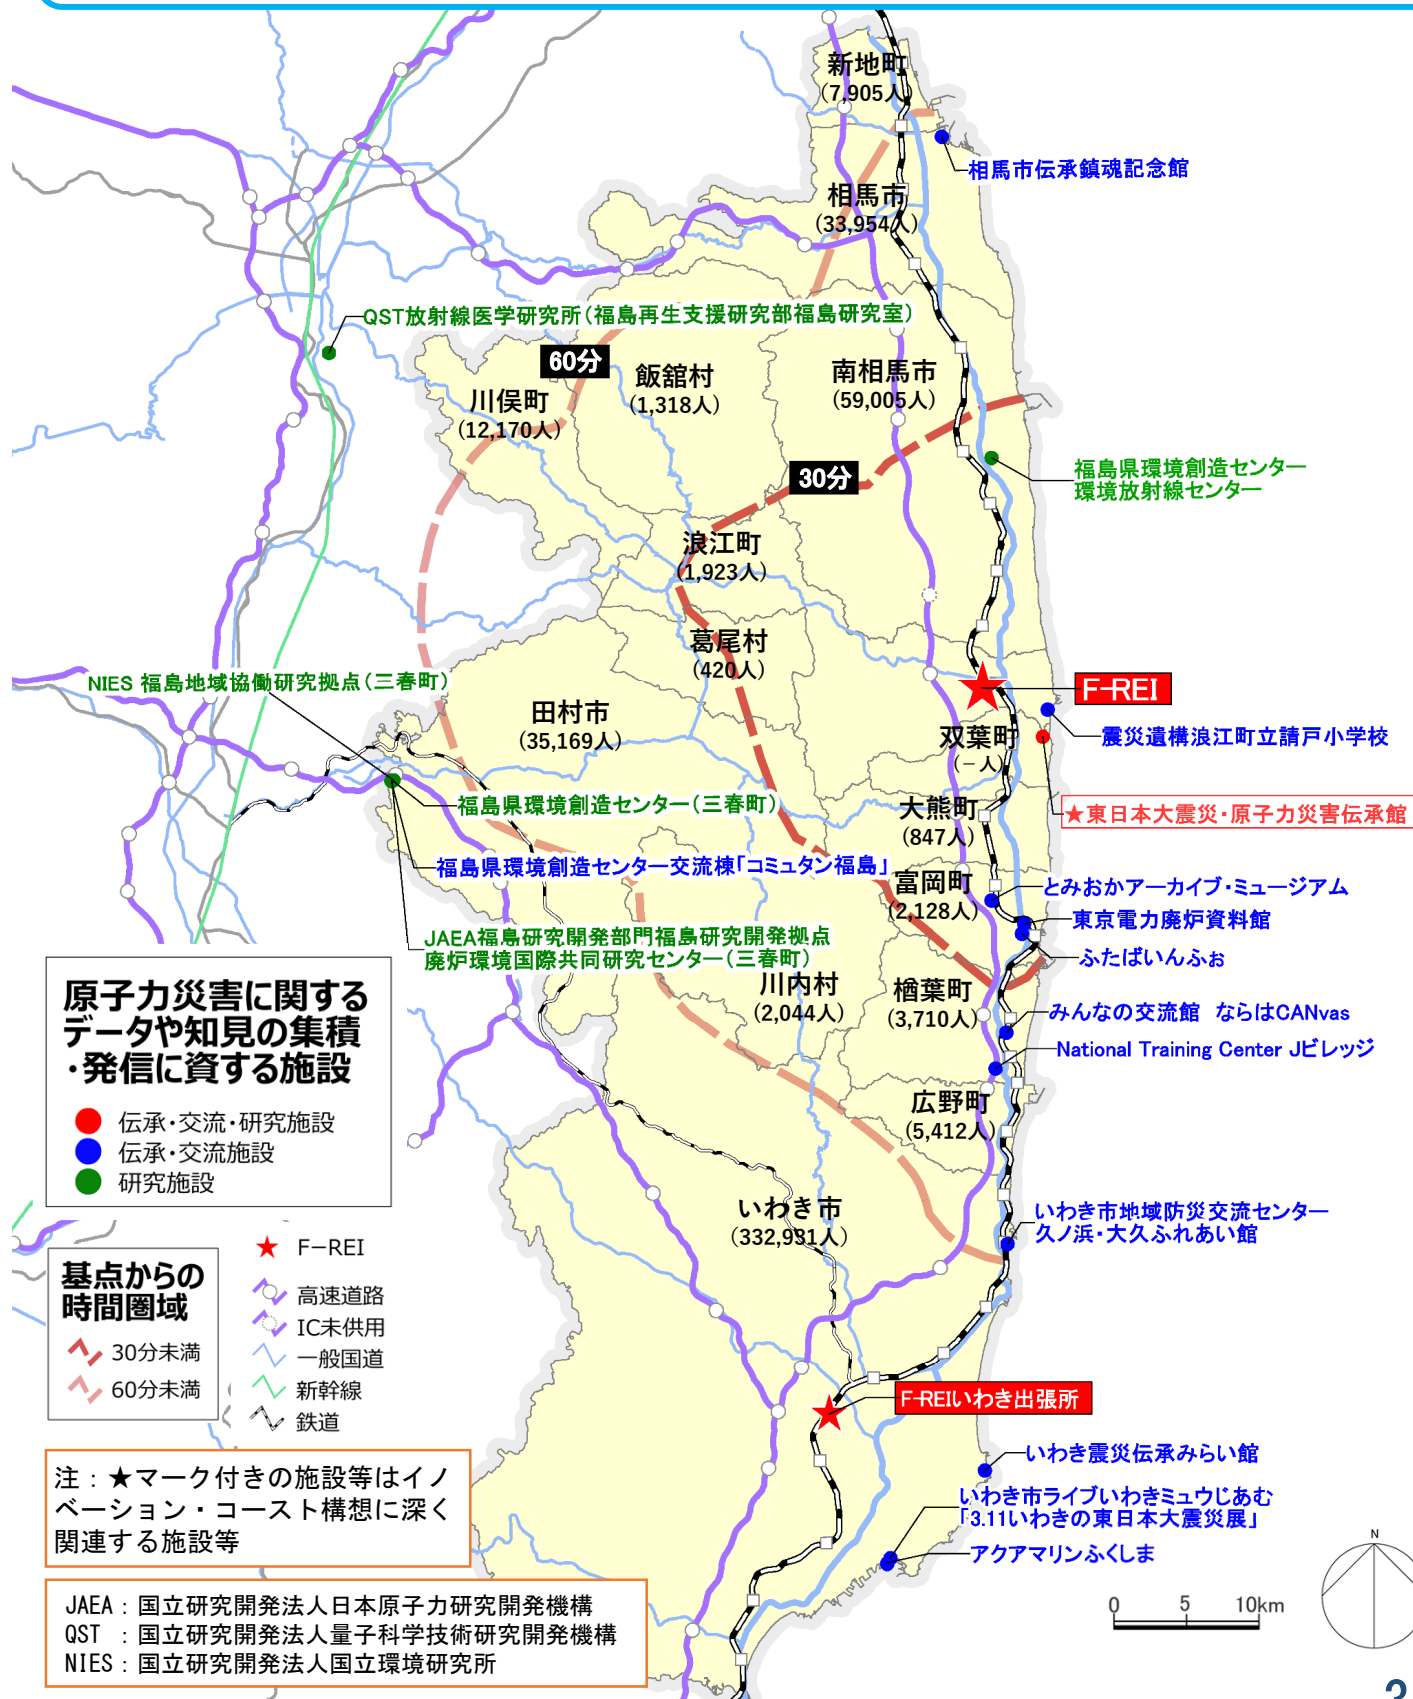 新地町
(7,905人)
相馬市伝承鎮魂記念館
相馬市
(33,954人)
QST放射線医学研究所(福島再生支援研究部福島研究室)
60分
飯舘村
(1,318人)
南相馬市
(59,005人)
川俣町
(12,170人)
30分
福島県環境創造センター
環境放射線センター
浪江町
(1,923人)
葛尾村
(420人)
NIES 福島地域協働研究拠点(三春町)
F-REI
田村市
(35,169人)
双葉町
(-人)
震災遺構浪江町立請戸小学校
福島県環境創造センター(三春町)
大熊町
(847人)
★東日本大震災・原子力災害伝承館
福島県環境創造センター交流棟「コミュタン福島」
富岡町
(2,128人)
とみおかアーカイブ・ミュージアム
東京電力廃炉資料館
JAEA福島研究開発部門福島研究開発拠点
廃炉環境国際共同研究センター(三春町)
ふたばいんふぉ
川内村
(2,044人)
楢葉町
(3,710人)
みんなの交流館 ならはCANvas
National Training Center Jビレッジ
広野町
(5,412人)
いわき市
(332,931人)
いわき市地域防災交流センター
久ノ浜・大久ふれあい館
F-REIいわき出張所
いわき震災伝承みらい館
いわき市ライブいわきミュウじあむ
「3.11いわきの東日本大震災展」
アクアマリンふくしま
原子力災害に関する
データや知見の集積
・発信に資する施設
伝承・交流・研究施設
伝承・交流施設
研究施設
基点からの
時間圏域
30分未満
60分未満
F-REI
高速道路
IC未供用
一般国道
新幹線
鉄道
注：★マーク付きの施設等はイノ
ベーション・コースト構想に深く
関連する施設等
JAEA：国立研究開発法人日本原子力研究開発機構
QST ：国立研究開発法人量子科学技術研究開発機構
NIES：国立研究開発法人国立環境研究所
0 5 10km
N
3